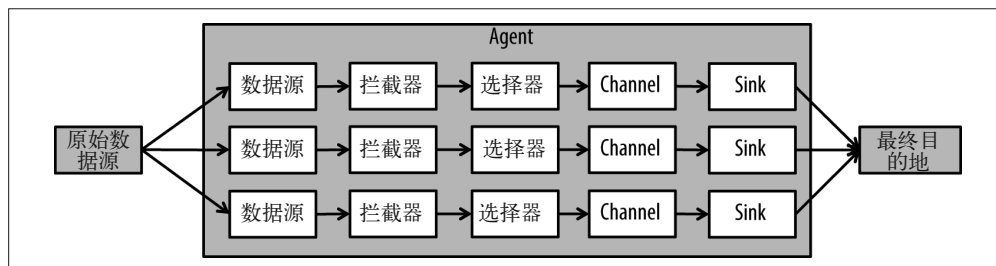 Agent
数据源 拦截器 选择器 Channel Sink
原始数
据源
数据源 拦截器 选择器 Channel Sink
最终目
的地
数据源 拦截器 选择器 Channel Sink